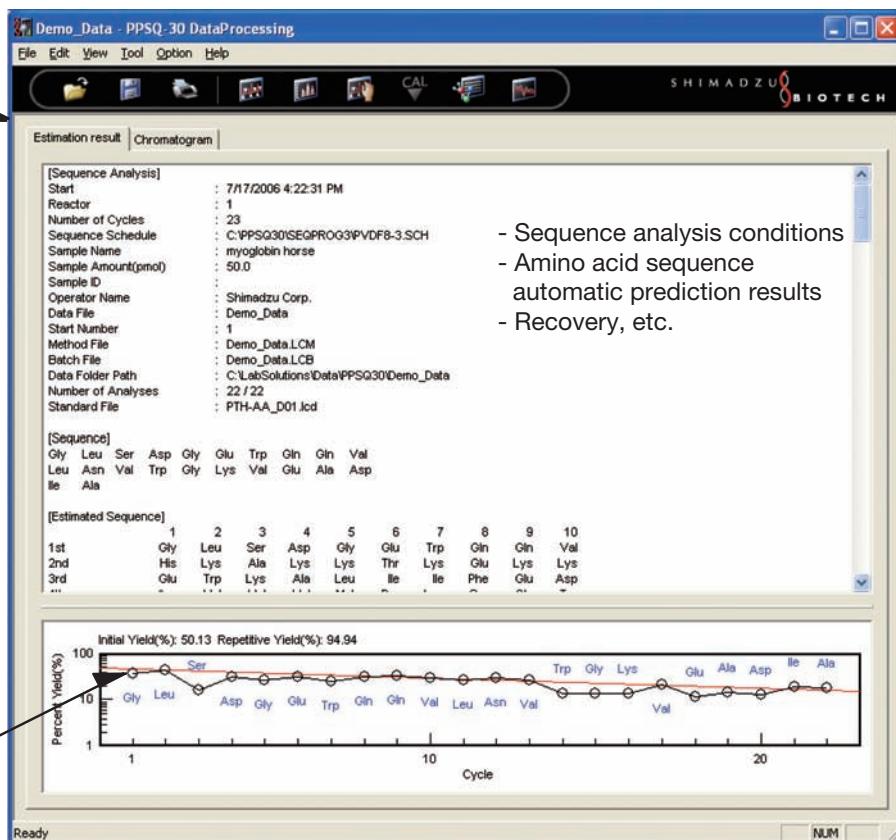 Demo_Data - PPSQ-30 DataProcessing
File Edit View Tool Option Help
CAL
SHIMADZU
BIOTECH
Estimation result Chromatogram
[Sequence Analysis]
Start : 7/17/2006 4:22:31 PM
Reactor : 1
Number of Cycles : 23
Sequence Schedule : C:\PPSQ30\SEQPROG3\PVDF8-3.SCH
Sample Name : myoglobin horse
Sample Amount(pmol) : 50.0
Sample ID :
Operator Name : Shimadzu Corp.
Data File : Demo_Data
Start Number : 1
Method File : Demo_Data.LCM
Batch File : Demo_Data.LCB
Data Folder Path : C:\LabSolutions\Data\PPSQ30\Demo_Data
Number of Analyses : 22 / 22
Standard File : PTH-AA_D01.lcd
- Sequence analysis conditions
- Amino acid sequence
automatic prediction results
- Recovery, etc.
[Sequence]
Gly Leu Ser Asp Gly Glu Trp Gln Gln Val
Leu Asn Val Trp Gly Lys Val Glu Ala Asp
Ile Ala
[Estimated Sequence]
1 2 3 4 5 6 7 8 9 10
1st Gly Leu Ser Asp Gly Glu Trp Gln Gln Val
2nd His Lys Ala Lys Lys Thr Lys Glu Lys Lys
3rd Glu Trp Lys Ala Leu Ile Ile Phe Glu Asp
Initial Yield(%): 50.13 Repetitive Yield(%): 94.94
Percent Yield(%)
100
10
1
Ser Trp Gly Lys Glu Ala Asp Ile Ala
Gly Leu Asp Gly Glu Trp Gln Gln Val Leu Asn Val Val
1 10 20
Cycle
Ready NUM